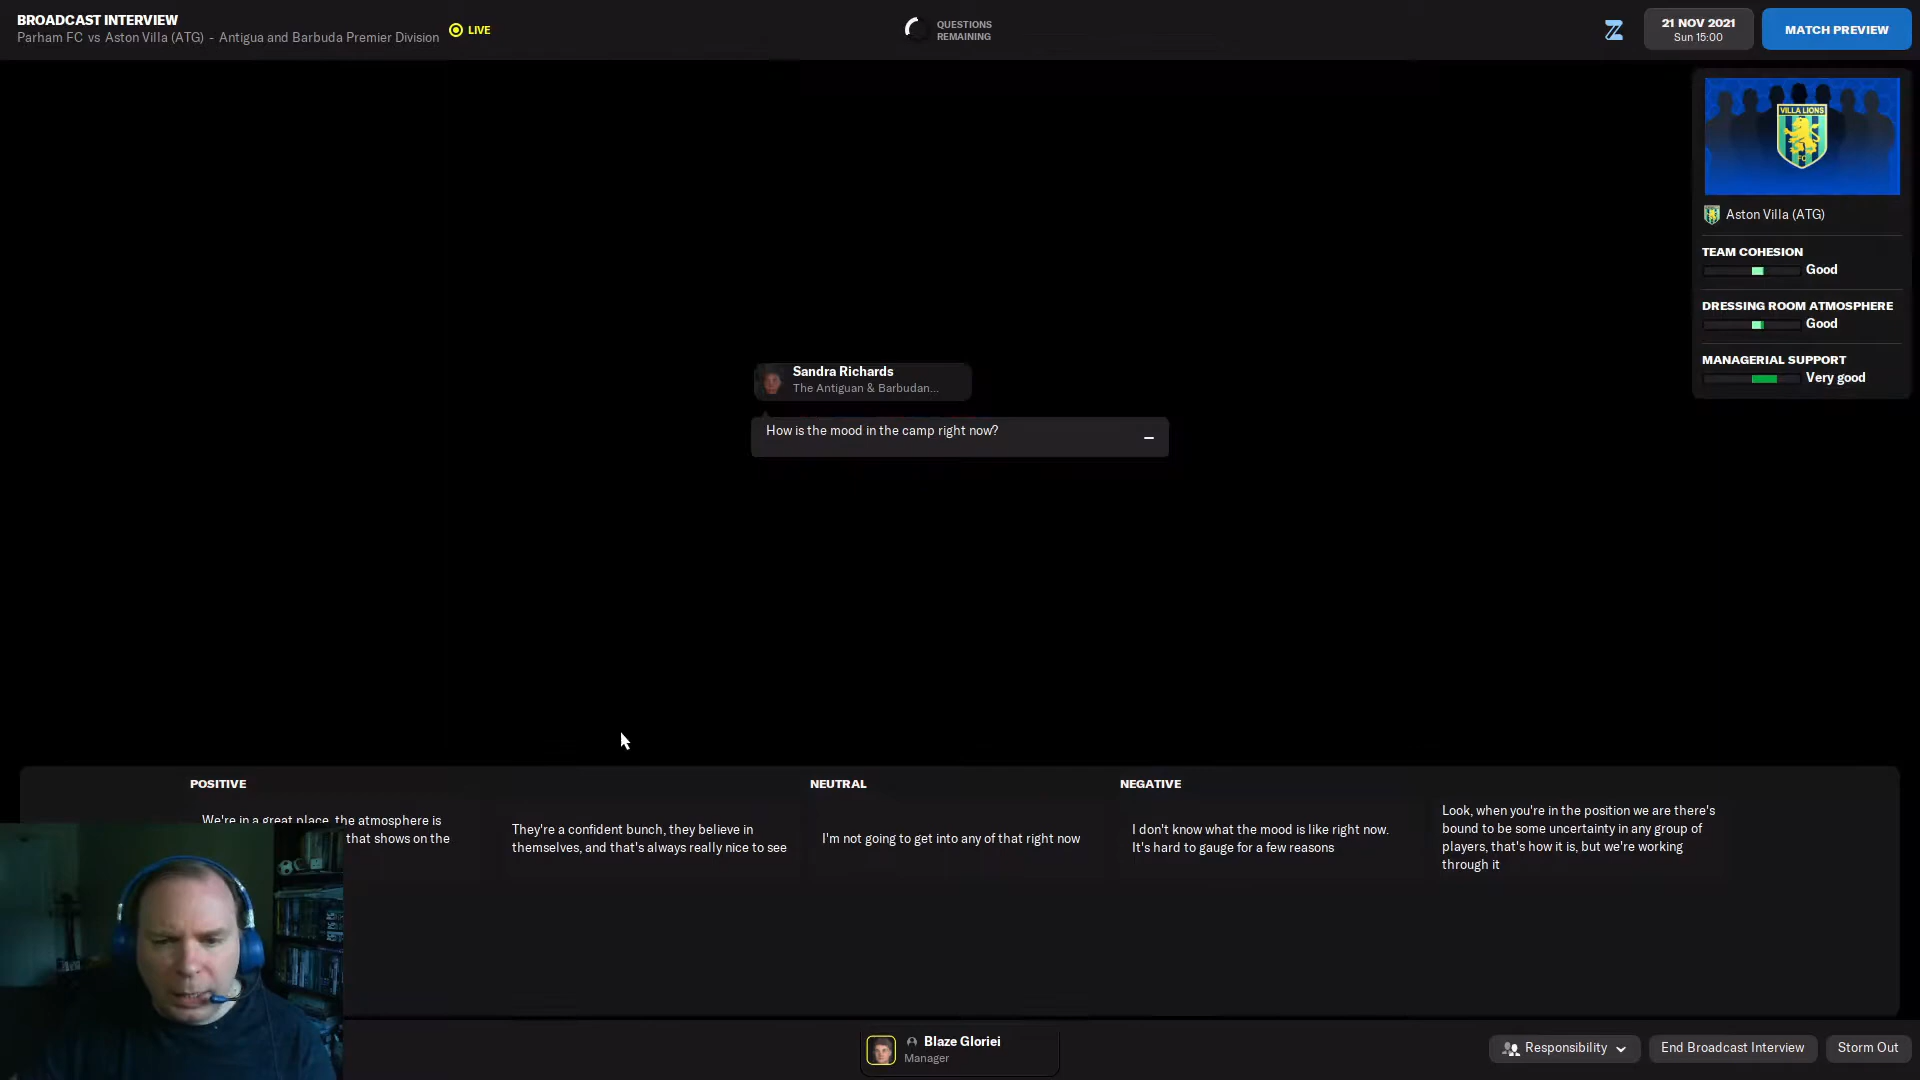 BROADCAST INTERVIEW
Parham FC vs Aston Villa (ATG) - Antigua and Barbuda Premier Division
LIVE
QUESTIONS
REMAINING
21 NOV 2021
Sun 15:00
MATCH PREVIEW
VILLA LIONS
FC
Aston Villa (ATG)
TEAM COHESION
Good
DRESSING ROOM ATMOSPHERE
Good
MANAGERIAL SUPPORT
Very good
Sandra Richards
The Antiguan & Barbudan...
How is the mood in the camp right now?
POSITIVE
NEUTRAL
NEGATIVE
We're in a great place, the atmosphere is
that shows on the
They're a confident bunch, they believe in
themselves, and that's always really nice to see
I'm not going to get into any of that right now
I don't know what the mood is like right now.
It's hard to gauge for a few reasons
Look, when you're in the position we are there's
bound to be some uncertainty in any group of
players, that's how it is, but we're working
through it
Blaze Gloriei
Manager
Responsibility
End Broadcast Interview
Storm Out